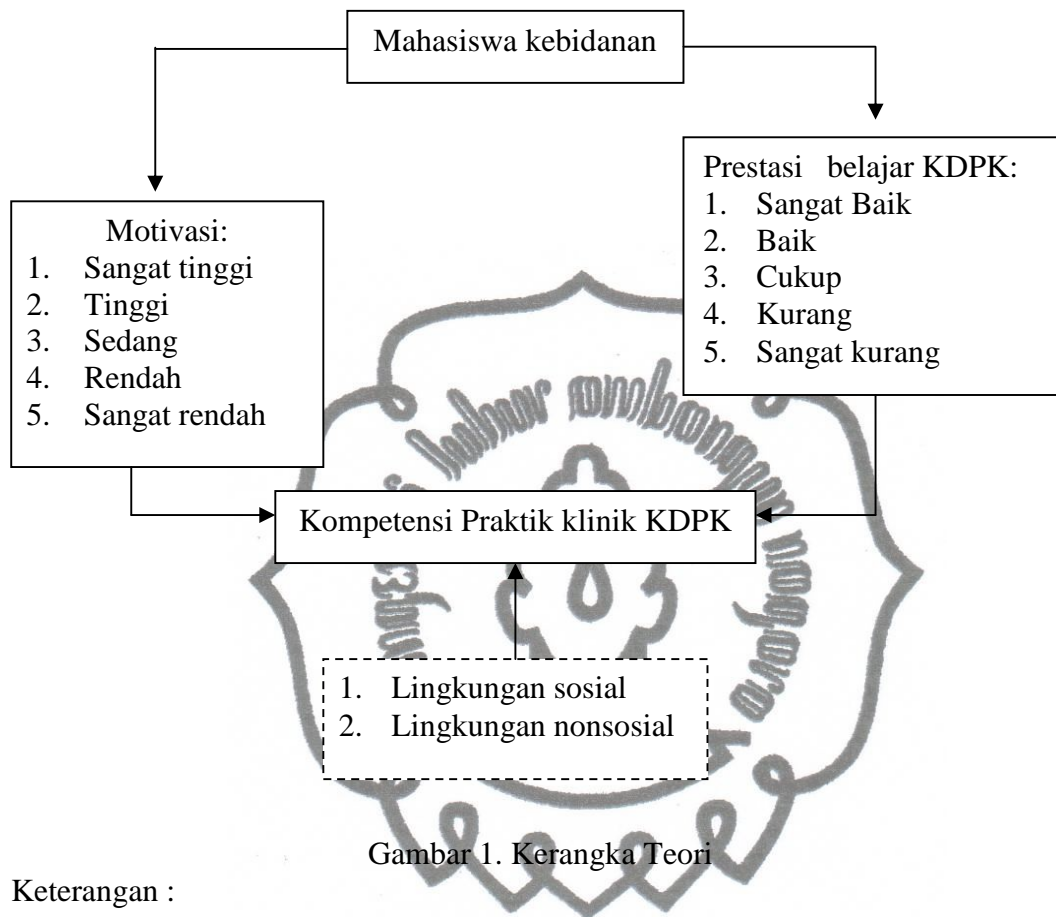 Mahasiswa kebidanan
Motivasi:
1. Sangat tinggi
2. Tinggi
3. Sedang
4. Rendah
5. Sangat rendah
Prestasi belajar KDPK:
1. Sangat Baik
2. Baik
3. Cukup
4. Kurang
5. Sangat kurang
Kompetensi Praktik klinik KDPK
1. Lingkungan sosial
2. Lingkungan nonsosial
Gambar 1. Kerangka Teori
Keterangan :